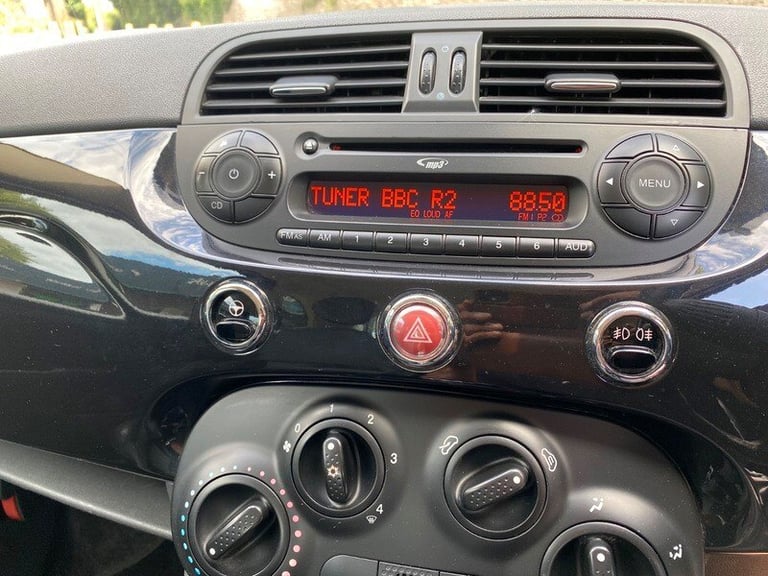 mp3
TUNER BBC R2 88.50
EQ LOUD AF FM1 P2 CD
MENU
- +
CD
FM AS AM 1 2 3 4 5 6 AUD
0 1 2 3 4